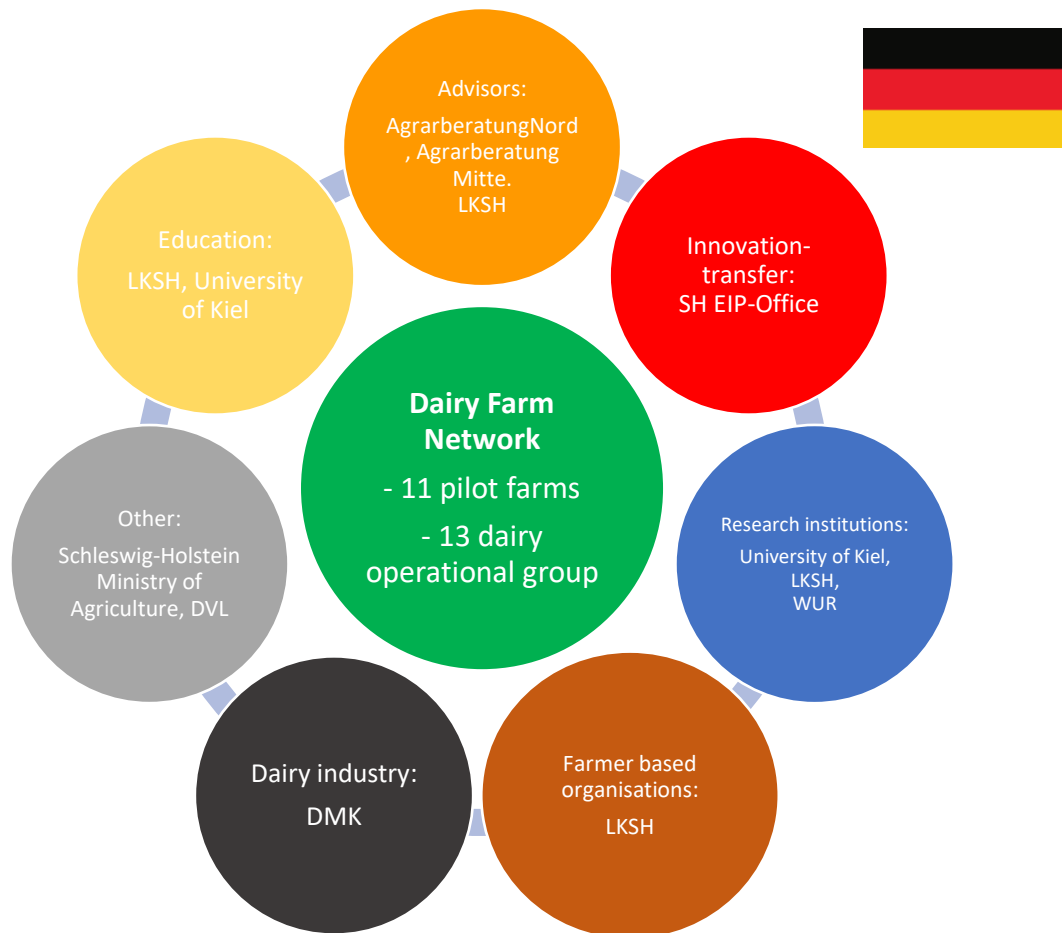 Advisors:
AgrarberatungNord
, Agrarberatung
Mitte.
LKSH
Innovation-
transfer:
SH EIP-Office
Research institutions:
University of Kiel,
LKSH,
WUR
Farmer based
organisations:
LKSH
Dairy industry:
DMK
Other:
Schleswig-Holstein
Ministry of
Agriculture, DVL
Education:
LKSH, University
of Kiel
Dairy Farm
Network
- 11 pilot farms
- 13 dairy
operational group